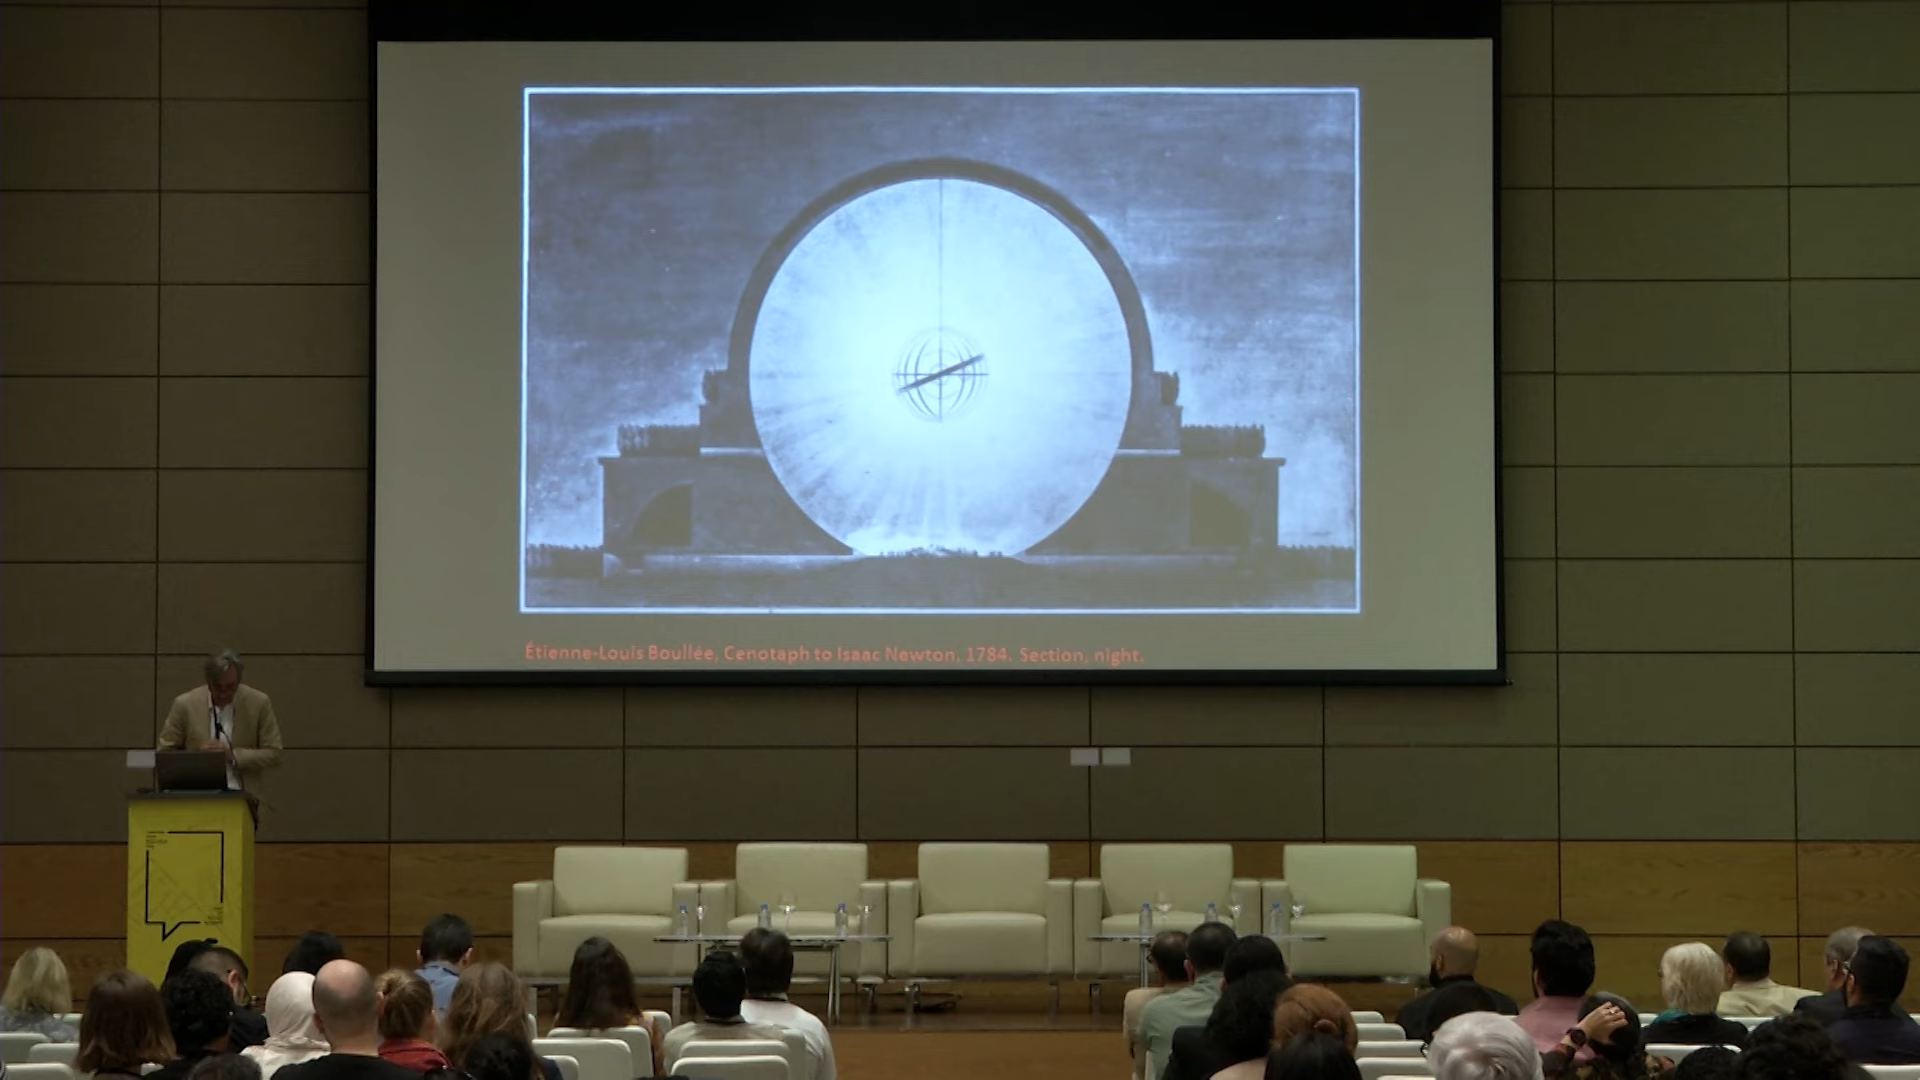 Étienne-Louis Boullée, Cenotaph to Isaac Newton, 1784. Section, night.